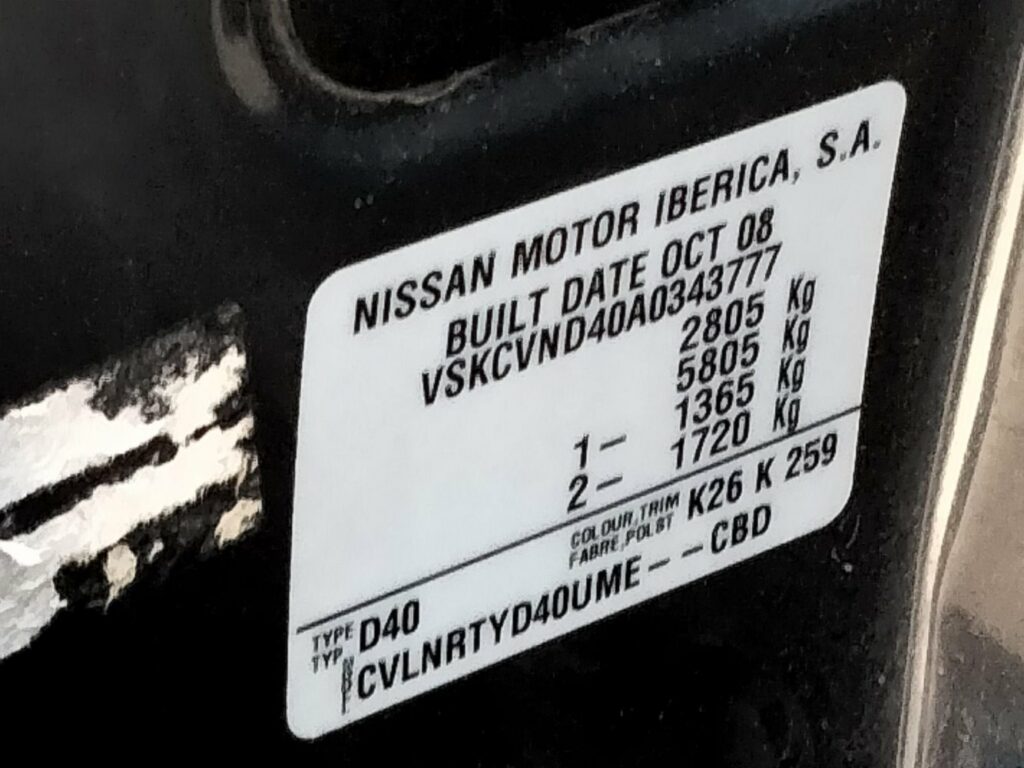 NISSAN MOTOR IBERICA, S.A.
BUILT DATE OCT 08
VSKCVND40A0343777
2805 Kg
5805 Kg
1- 1365 Kg
2- 1720 Kg
COLOUR,TRIM K26 K 259
FABRE,POLST
TYPE D40
TYP
CVLNRTYD40UME--CBD